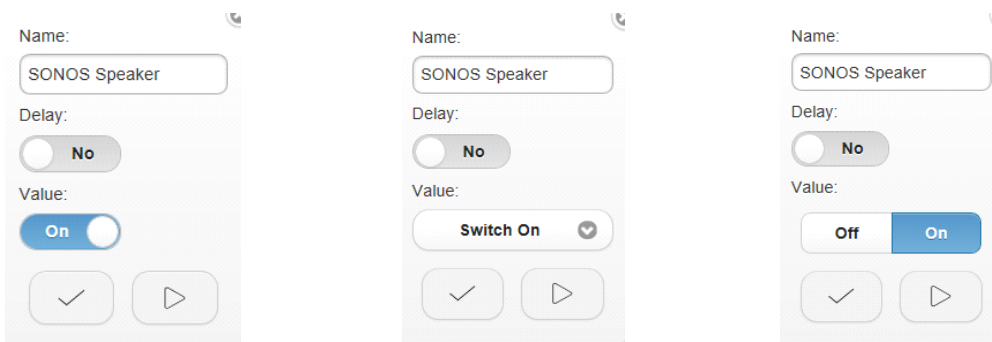 Name:
SONOS Speaker
Delay:
No
Value:
On
Name:
SONOS Speaker
Delay:
No
Value:
Switch On
Name:
SONOS Speaker
Delay:
No
Value:
Off On